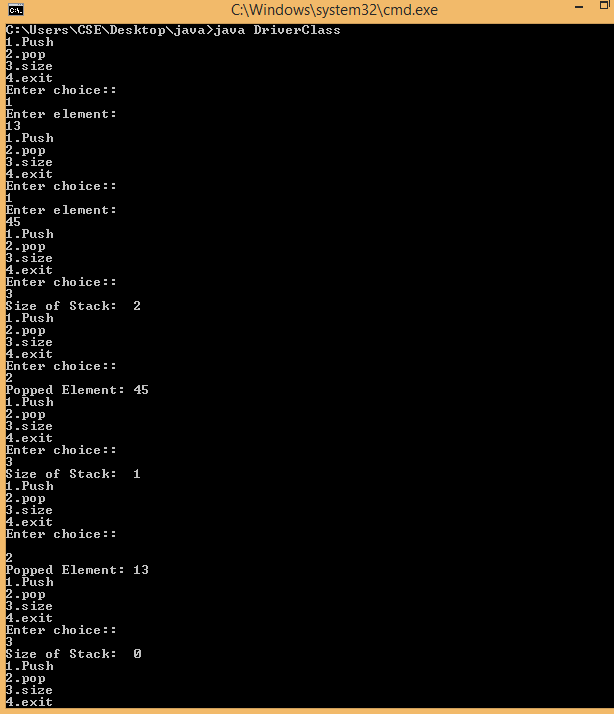 C:\Windows\system32\cmd.exe
C:\Users\CSE\Desktop\java>java DriverClass
1.Push
2.pop
3.size
4.exit
Enter choice::
1
Enter element:
13
1.Push
2.pop
3.size
4.exit
Enter choice::
1
Enter element:
45
1.Push
2.pop
3.size
4.exit
Enter choice::
3
Size of Stack:  2
1.Push
2.pop
3.size
4.exit
Enter choice::
2
Popped Element: 45
1.Push
2.pop
3.size
4.exit
Enter choice::
3
Size of Stack:  1
1.Push
2.pop
3.size
4.exit
Enter choice::
2
Popped Element: 13
1.Push
2.pop
3.size
4.exit
Enter choice::
3
Size of Stack:  0
1.Push
2.pop
3.size
4.exit